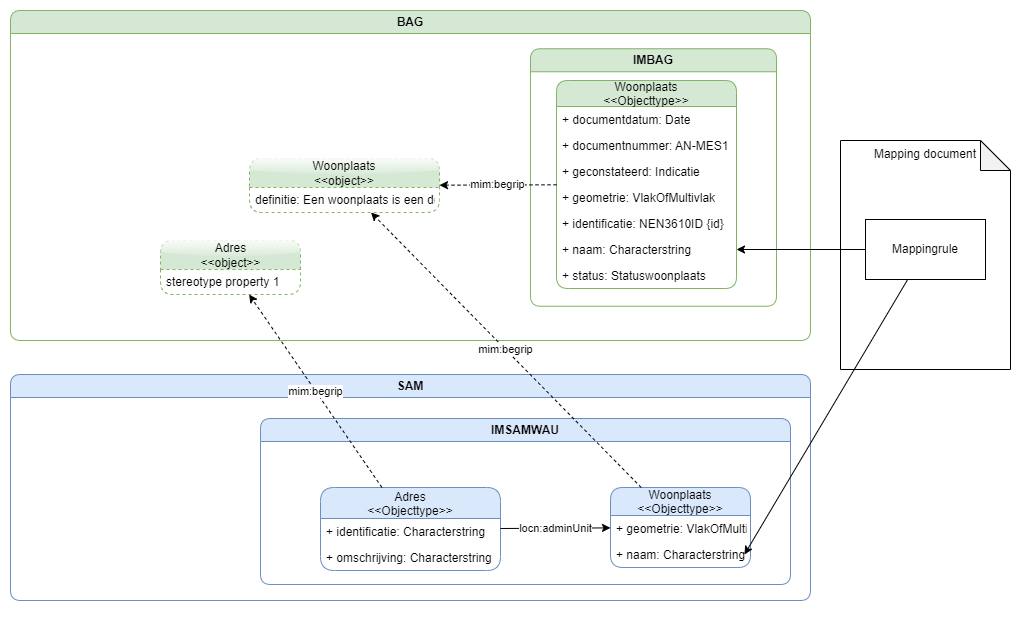 BAG
IMBAG
Woonplaats
<<Objecttype>>
+ documentdatum: Date
+ documentnummer: AN-MES1
+ geconstateerd: Indicatie
+ geometrie: VlakOfMultivlak
+ identificatie: NEN3610ID {id}
+ naam: Characterstring
+ status: Statuswoonplaats
Woonplaats
<<object>>
definitie: Een woonplaats is een d
mim:begrip
Adres
<<object>>
stereotype property 1
Mapping document
Mappingrule
mim:begrip
mim:begrip
SAM
IMSAMWAU
Adres
<<Objecttype>>
+ identificatie: Characterstring
+ omschrijving: Characterstring
locn:adminUnit
Woonplaats
<<Objecttype>>
+ geometrie: VlakOfMulti
+ naam: Characterstring